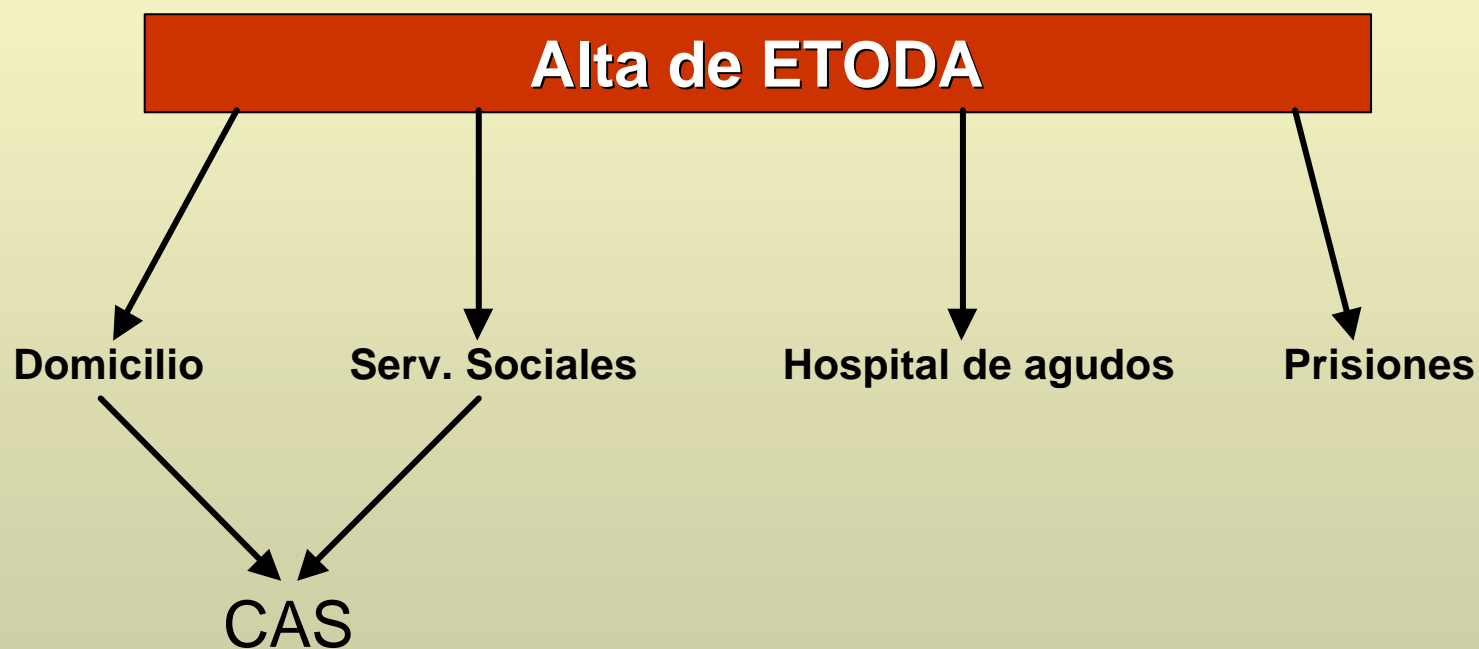 Alta de ETODA
Domicilio Serv. Sociales Hospital de agudos Prisiones
CAS